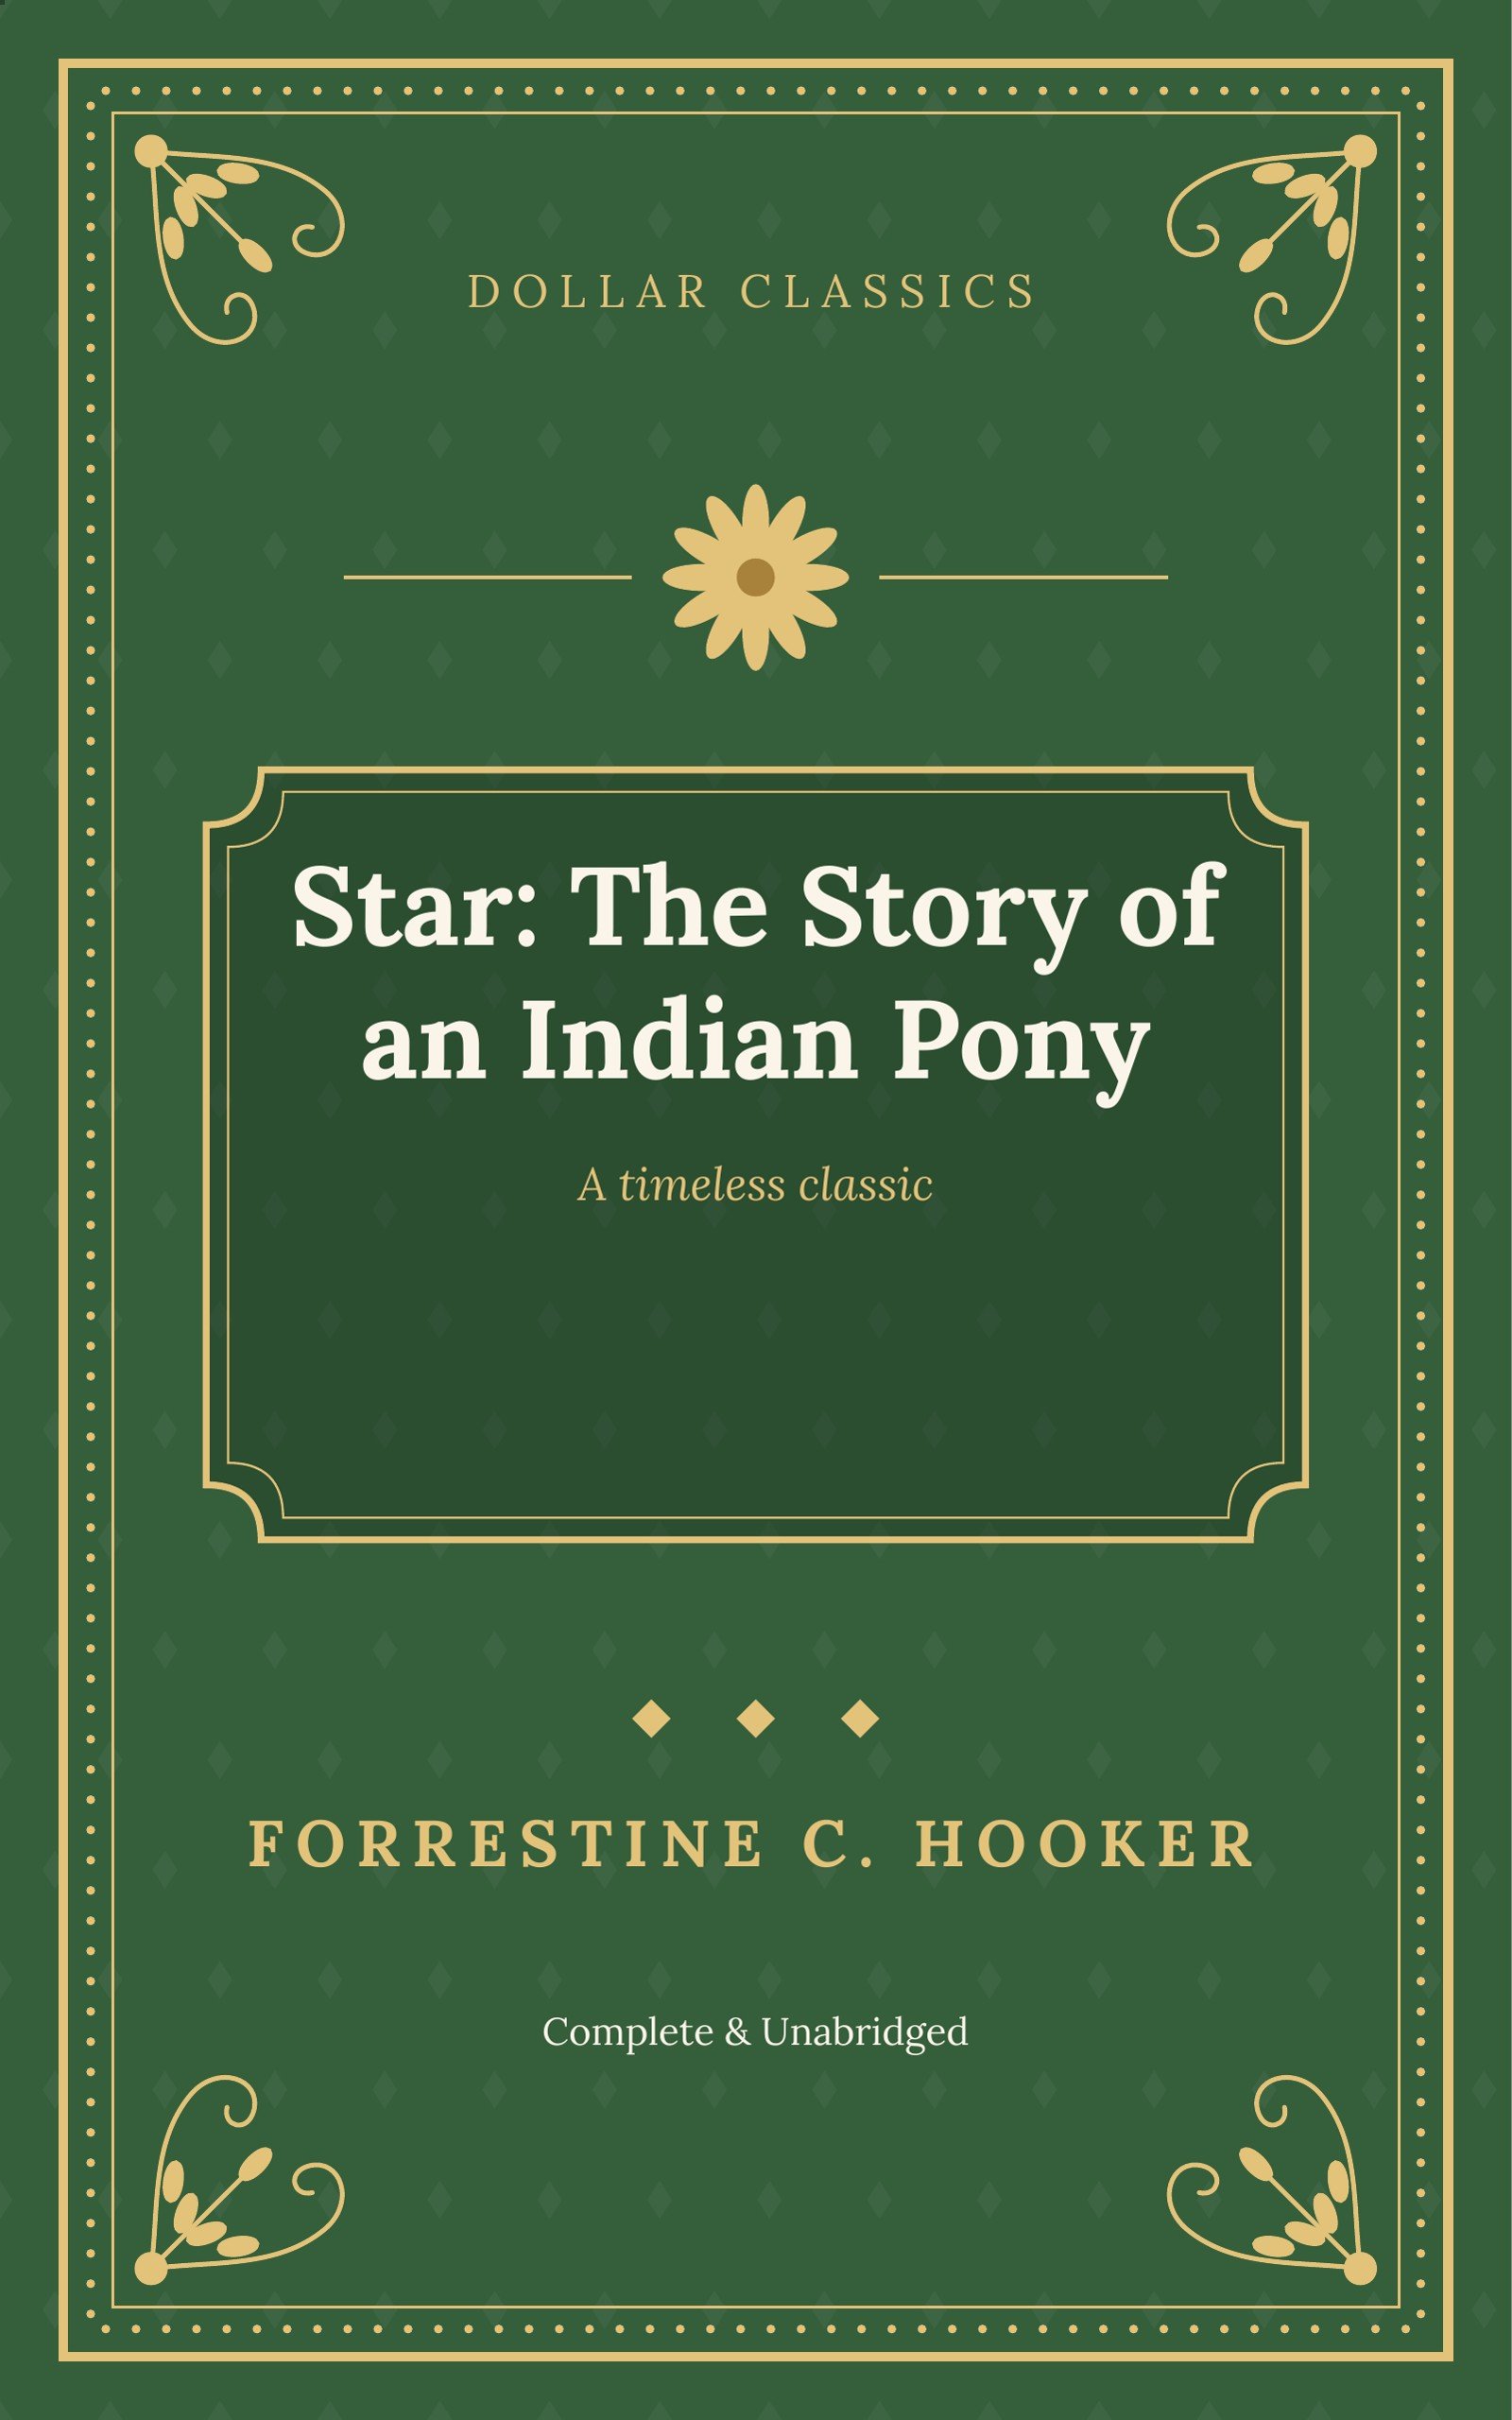 DOLLAR CLASSICS
Star: The Story of
an Indian Pony
A timeless classic
FORRESTINE C. HOOKER
Complete & Unabridged